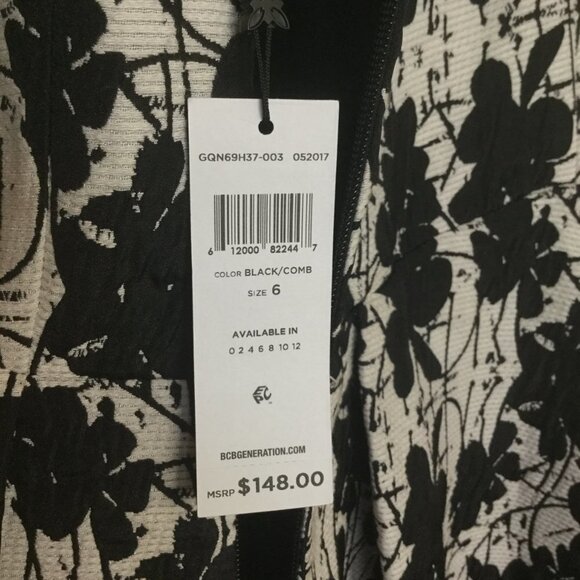 GQN69H37-003 052017
6 12000 82244 7
COLOR BLACK/COMB
SIZE 6
AVAILABLE IN
0 2 4 6 8 10 12
BCBGENERATION.COM
MSRP $148.00